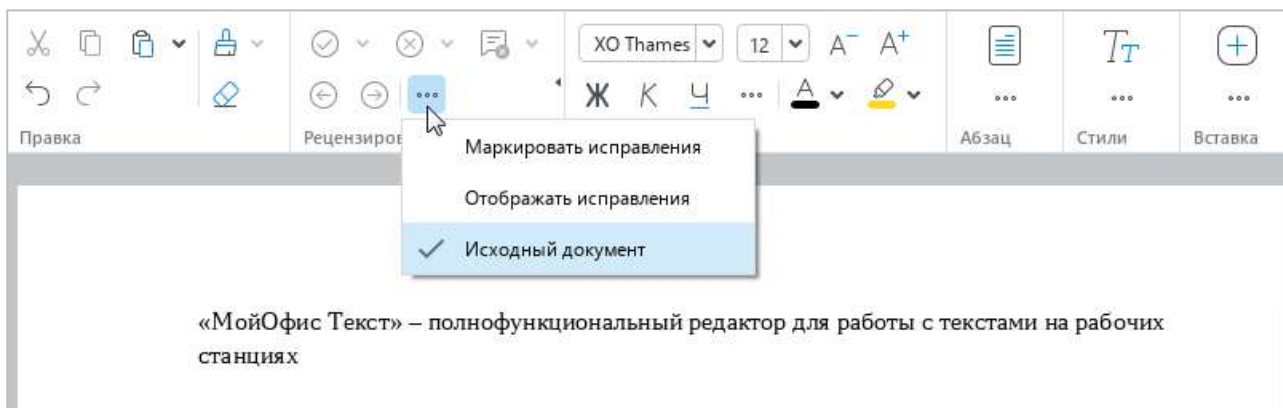 XO Thames 12 A⁻ A⁺ Tт
Ж К Ч ••• A
Правка Рецензиров Абзац Стили Вставка
Маркировать исправления
Отображать исправления
Исходный документ
«МойОфис Текст» – полнофункциональный редактор для работы с текстами на рабочих
станциях